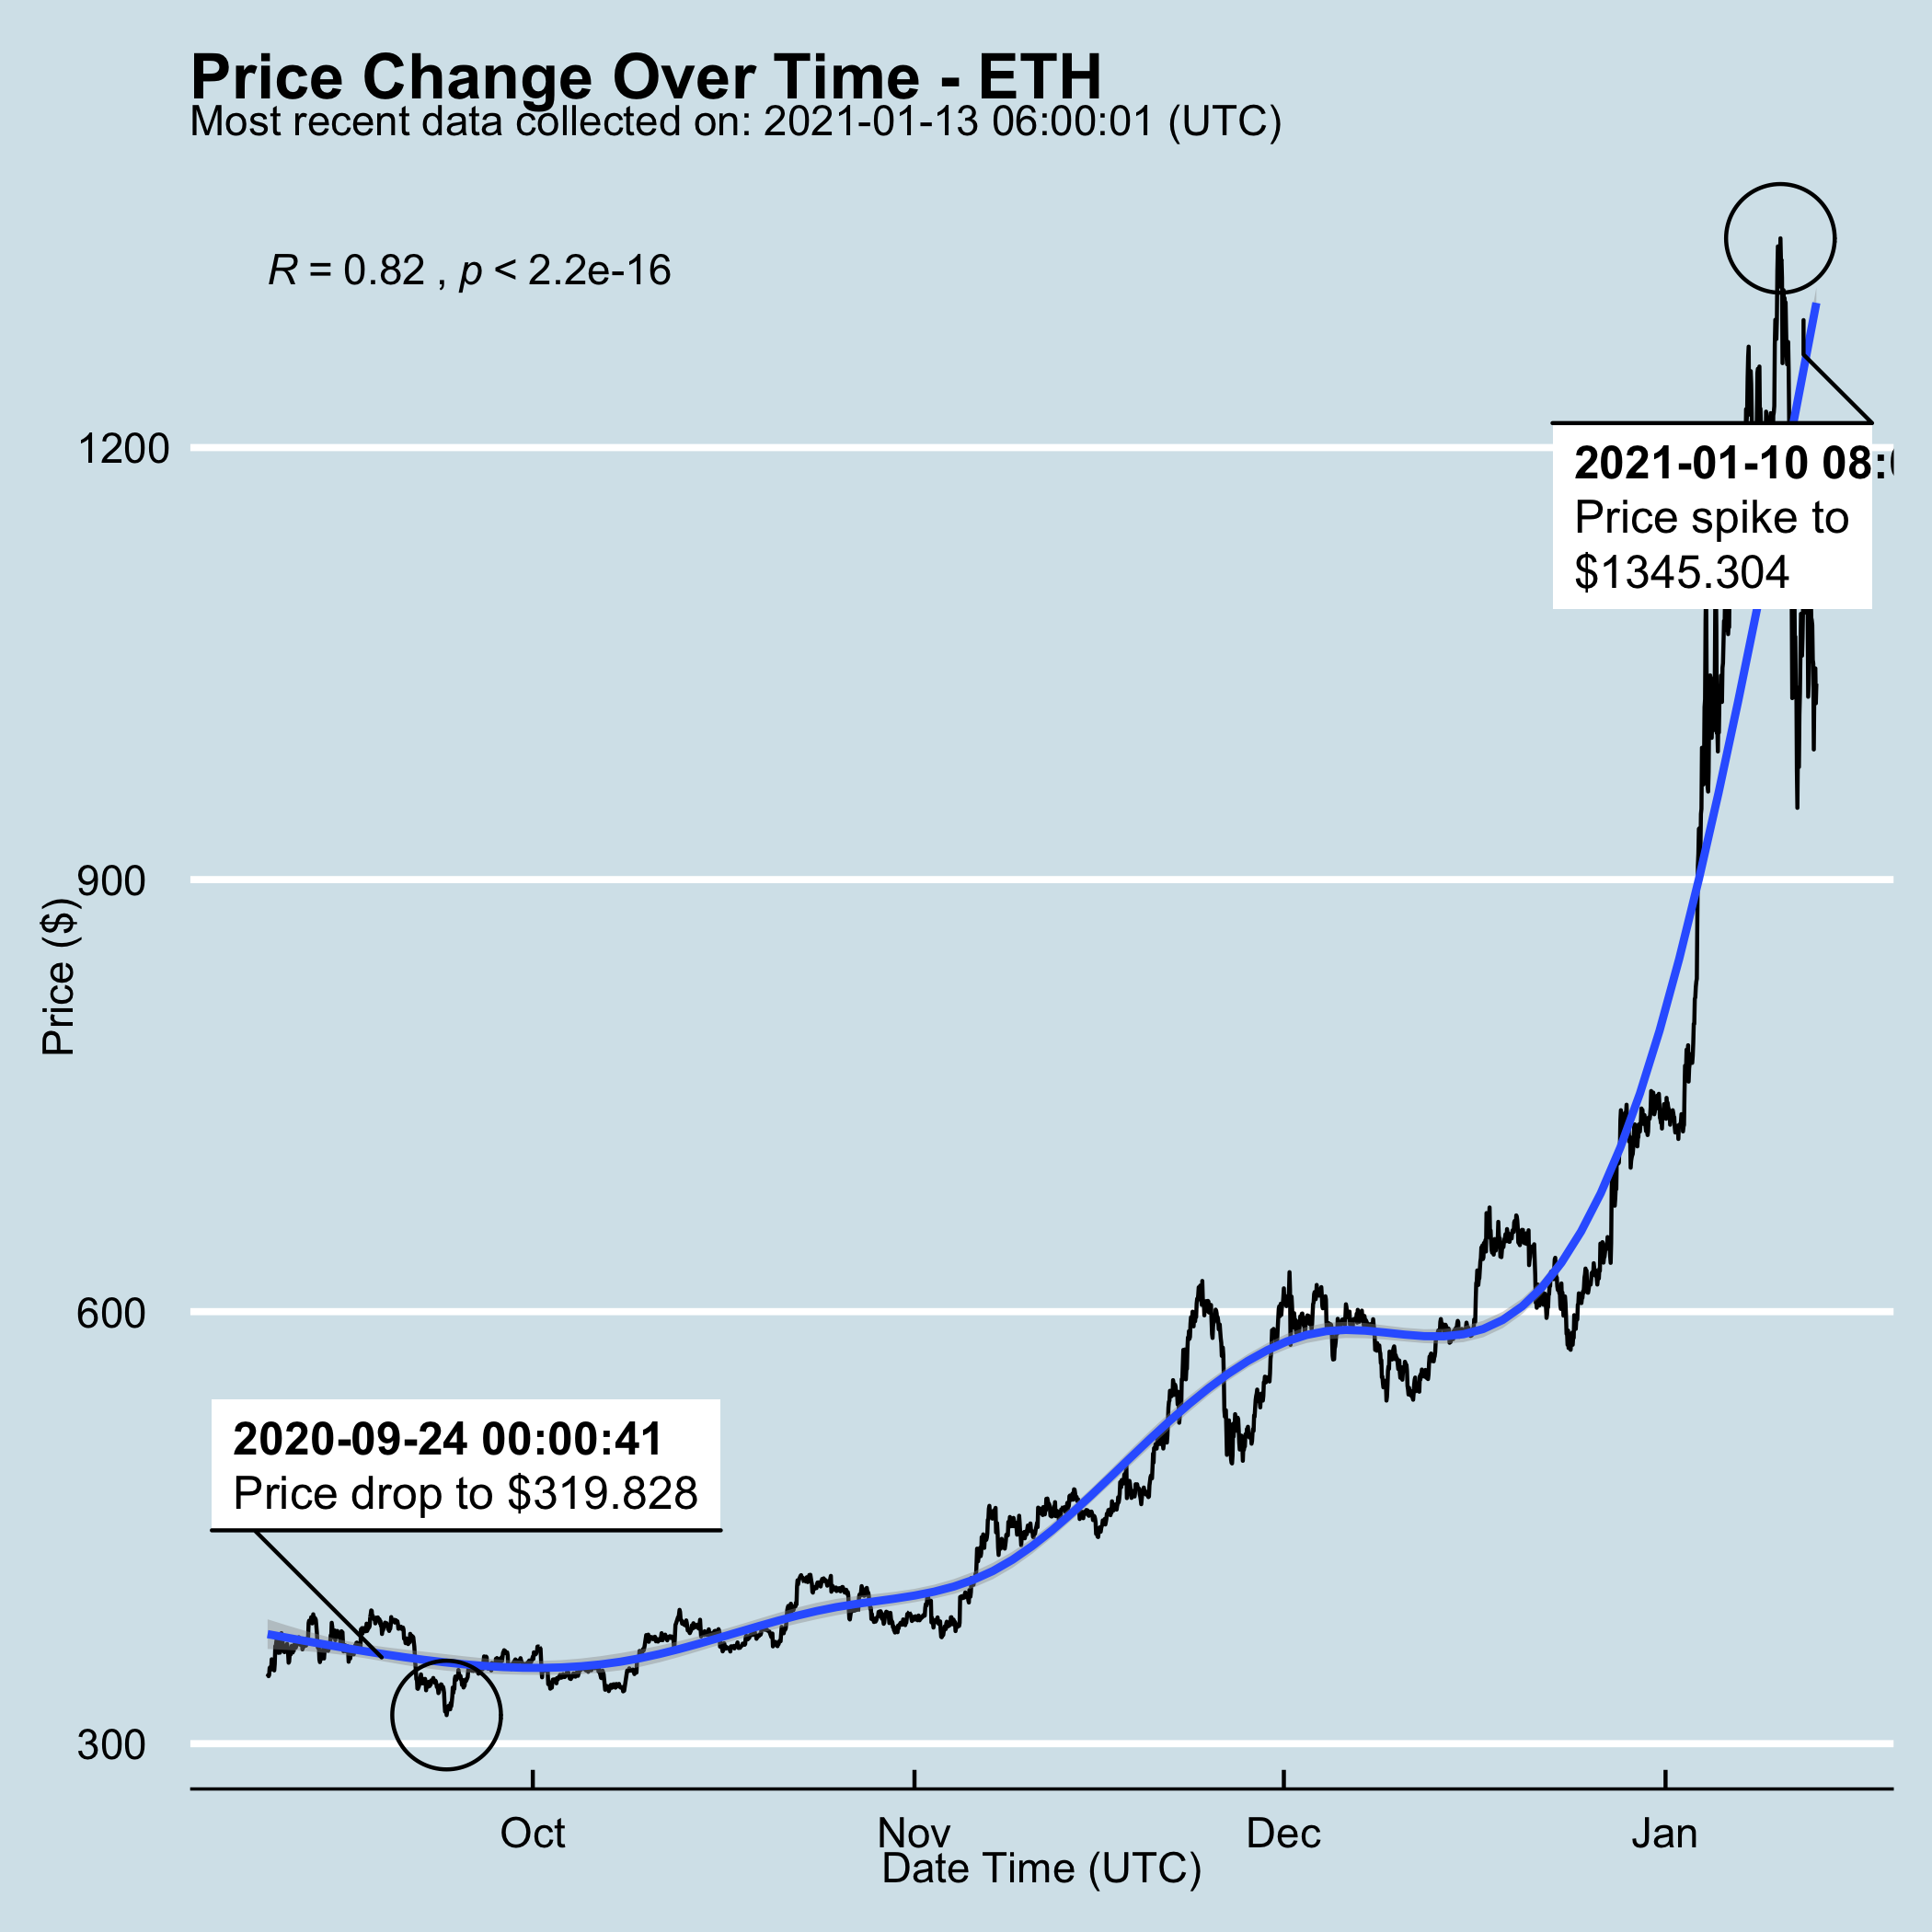 Price Change Over Time - ETH
Most recent data collected on: 2021-01-13 06:00:01 (UTC)
R = 0.82 , p < 2.2e-16
1200
900
600
300
Price ($)
2021-01-10 08:
Price spike to
$1345.304
2020-09-24 00:00:41
Price drop to $319.828
Oct
Nov
Dec
Jan
Date Time (UTC)